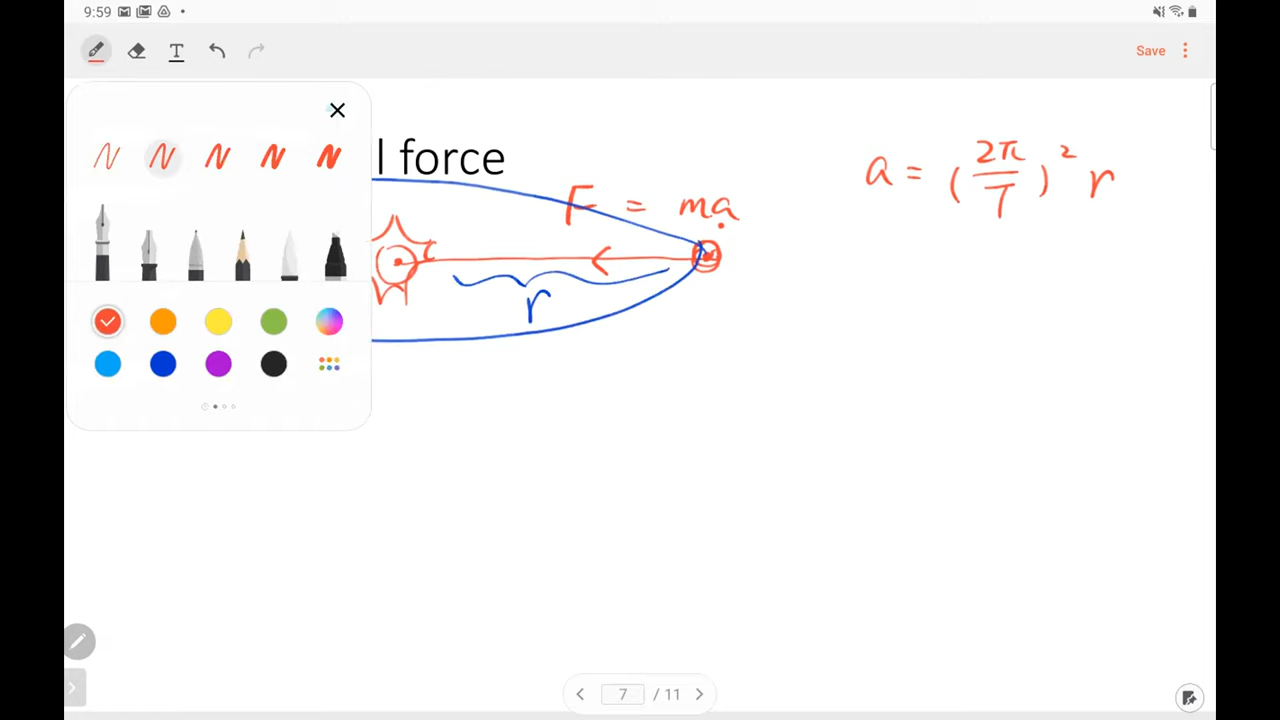 9:59
Save
l force
F = ma
a = (2π/T)² r
r
7 / 11